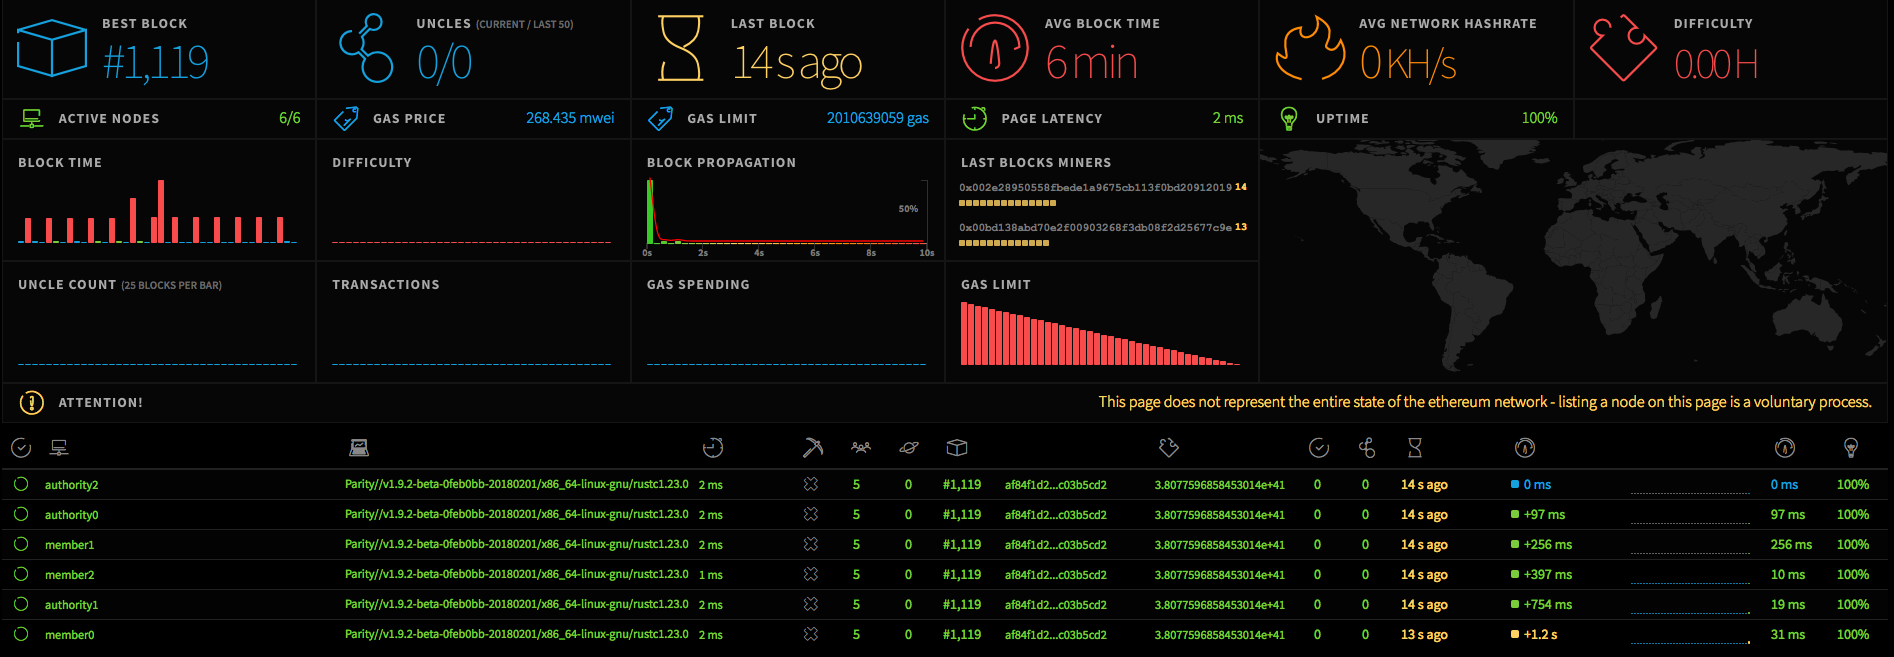 BEST BLOCK
#1,119
UNCLES (CURRENT / LAST 50)
0/0
LAST BLOCK
14 s ago
AVG BLOCK TIME
6 min
AVG NETWORK HASHRATE
0 KH/s
DIFFICULTY
0.00 H
ACTIVE NODES 6/6
GAS PRICE 268.435 mwei
GAS LIMIT 2010639059 gas
PAGE LATENCY 2 ms
UPTIME 100%
BLOCK TIME
DIFFICULTY
BLOCK PROPAGATION
50%
0s 2s 4s 6s 8s 10s
LAST BLOCKS MINERS
0x002e28950558fbede1a9675cb113f0bd20912019 14
0x00bd138abd70e2f00903268f3db08f2d25677c9e 13
UNCLE COUNT (25 BLOCKS PER BAR)
TRANSACTIONS
GAS SPENDING
GAS LIMIT
ATTENTION! This page does not represent the entire state of the ethereum network - listing a node on this page is a voluntary process.
authority2 Parity//v1.9.2-beta-0feb0bb-20180201/x86_64-linux-gnu/rustc1.23.0 2 ms 5 0 #1,119 af84f1d2...c03b5cd2 3.8077596858453014e+41 0 0 14 s ago 0 ms 0 ms 100%
authority0 Parity//v1.9.2-beta-0feb0bb-20180201/x86_64-linux-gnu/rustc1.23.0 2 ms 5 0 #1,119 af84f1d2...c03b5cd2 3.8077596858453014e+41 0 0 14 s ago +97 ms 97 ms 100%
member1 Parity//v1.9.2-beta-0feb0bb-20180201/x86_64-linux-gnu/rustc1.23.0 2 ms 5 0 #1,119 af84f1d2...c03b5cd2 3.8077596858453014e+41 0 0 14 s ago +256 ms 256 ms 100%
member2 Parity//v1.9.2-beta-0feb0bb-20180201/x86_64-linux-gnu/rustc1.23.0 1 ms 5 0 #1,119 af84f1d2...c03b5cd2 3.8077596858453014e+41 0 0 14 s ago +397 ms 10 ms 100%
authority1 Parity//v1.9.2-beta-0feb0bb-20180201/x86_64-linux-gnu/rustc1.23.0 2 ms 5 0 #1,119 af84f1d2...c03b5cd2 3.8077596858453014e+41 0 0 14 s ago +754 ms 19 ms 100%
member0 Parity//v1.9.2-beta-0feb0bb-20180201/x86_64-linux-gnu/rustc1.23.0 2 ms 5 0 #1,119 af84f1d2...c03b5cd2 3.8077596858453014e+41 0 0 13 s ago +1.2 s 31 ms 100%